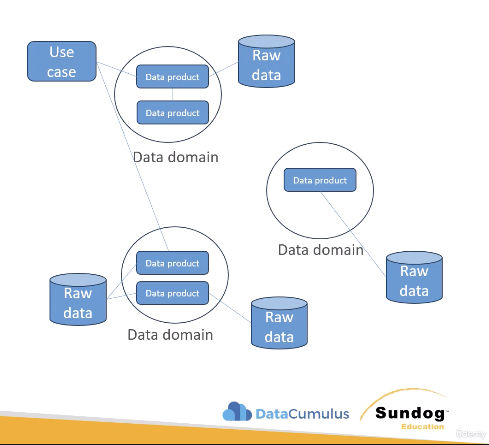 Use
case
Data product
Data product
Data domain
Raw
data
Data product
Data domain
Raw
data
Data product
Data product
Data domain
Raw
data
Raw
data
DataCumulus
Sundog
Education
Udemy